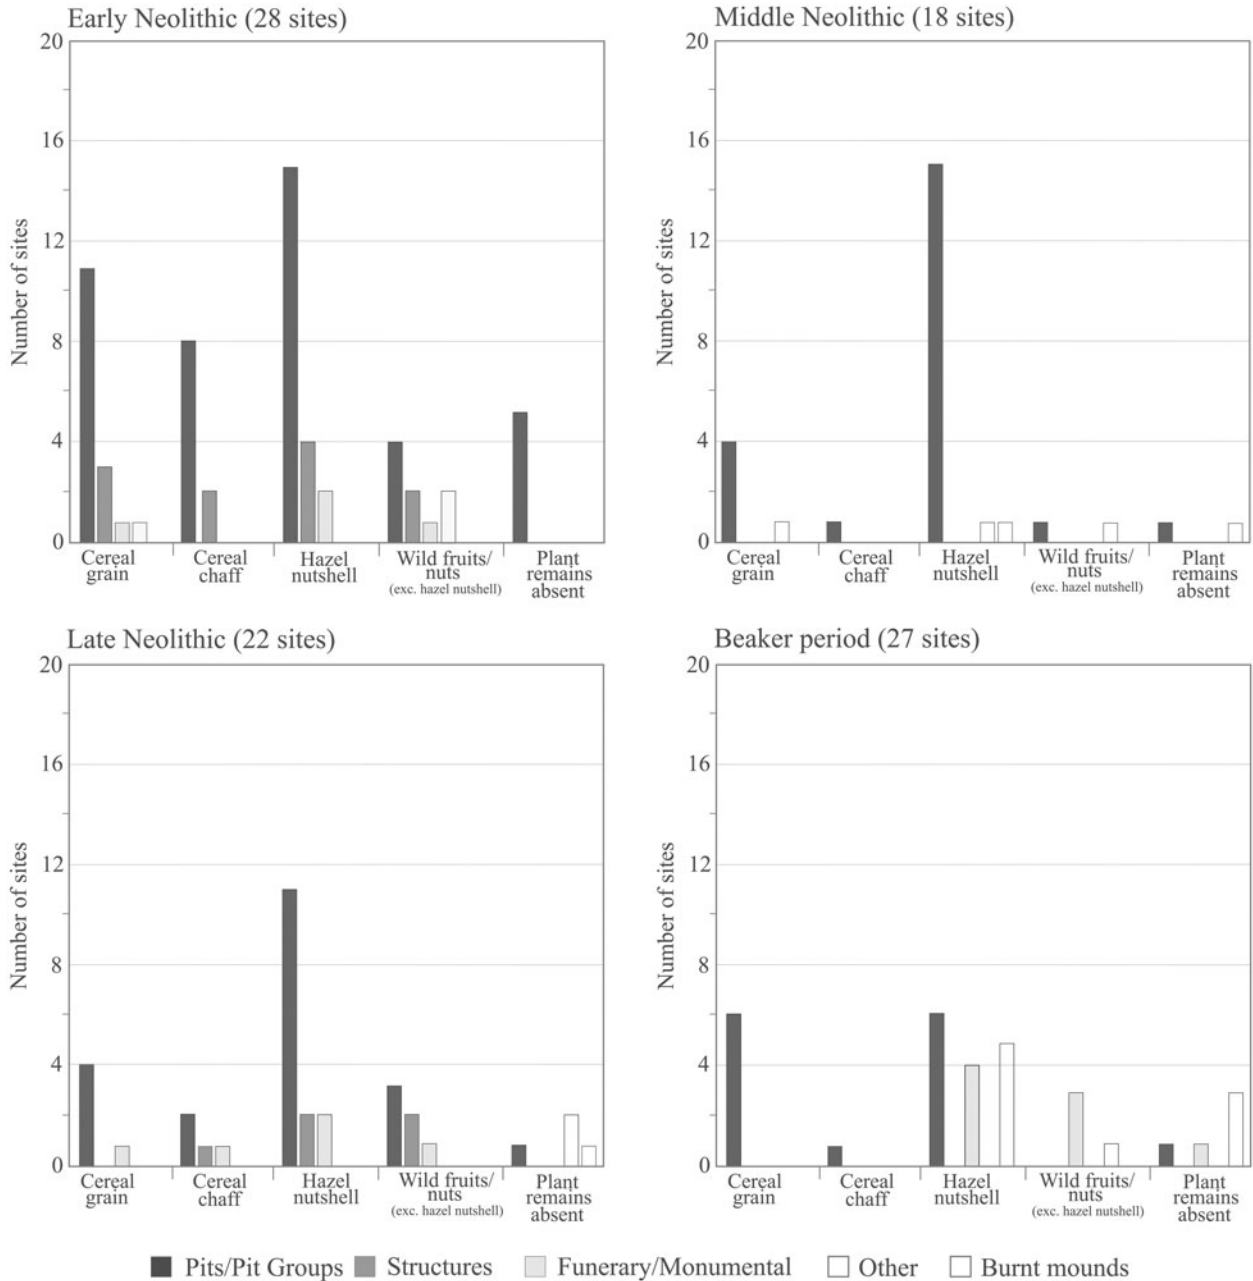 Early Neolithic (28 sites)
20
16
12
8
4
0
Number of sites
Cereal
grain
Cereal
chaff
Hazel
nutshell
Wild fruits/
nuts
(exc. hazel nutshell)
Plant
remains
absent
Middle Neolithic (18 sites)
20
16
12
8
4
0
Number of sites
Cereal
grain
Cereal
chaff
Hazel
nutshell
Wild fruits/
nuts
(exc. hazel nutshell)
Plant
remains
absent
Late Neolithic (22 sites)
20
16
12
8
4
0
Number of sites
Cereal
grain
Cereal
chaff
Hazel
nutshell
Wild fruits/
nuts
(exc. hazel nutshell)
Plant
remains
absent
Beaker period (27 sites)
20
16
12
8
4
0
Number of sites
Cereal
grain
Cereal
chaff
Hazel
nutshell
Wild fruits/
nuts
(exc. hazel nutshell)
Plant
remains
absent
Pits/Pit Groups Structures Funerary/Monumental Other Burnt mounds